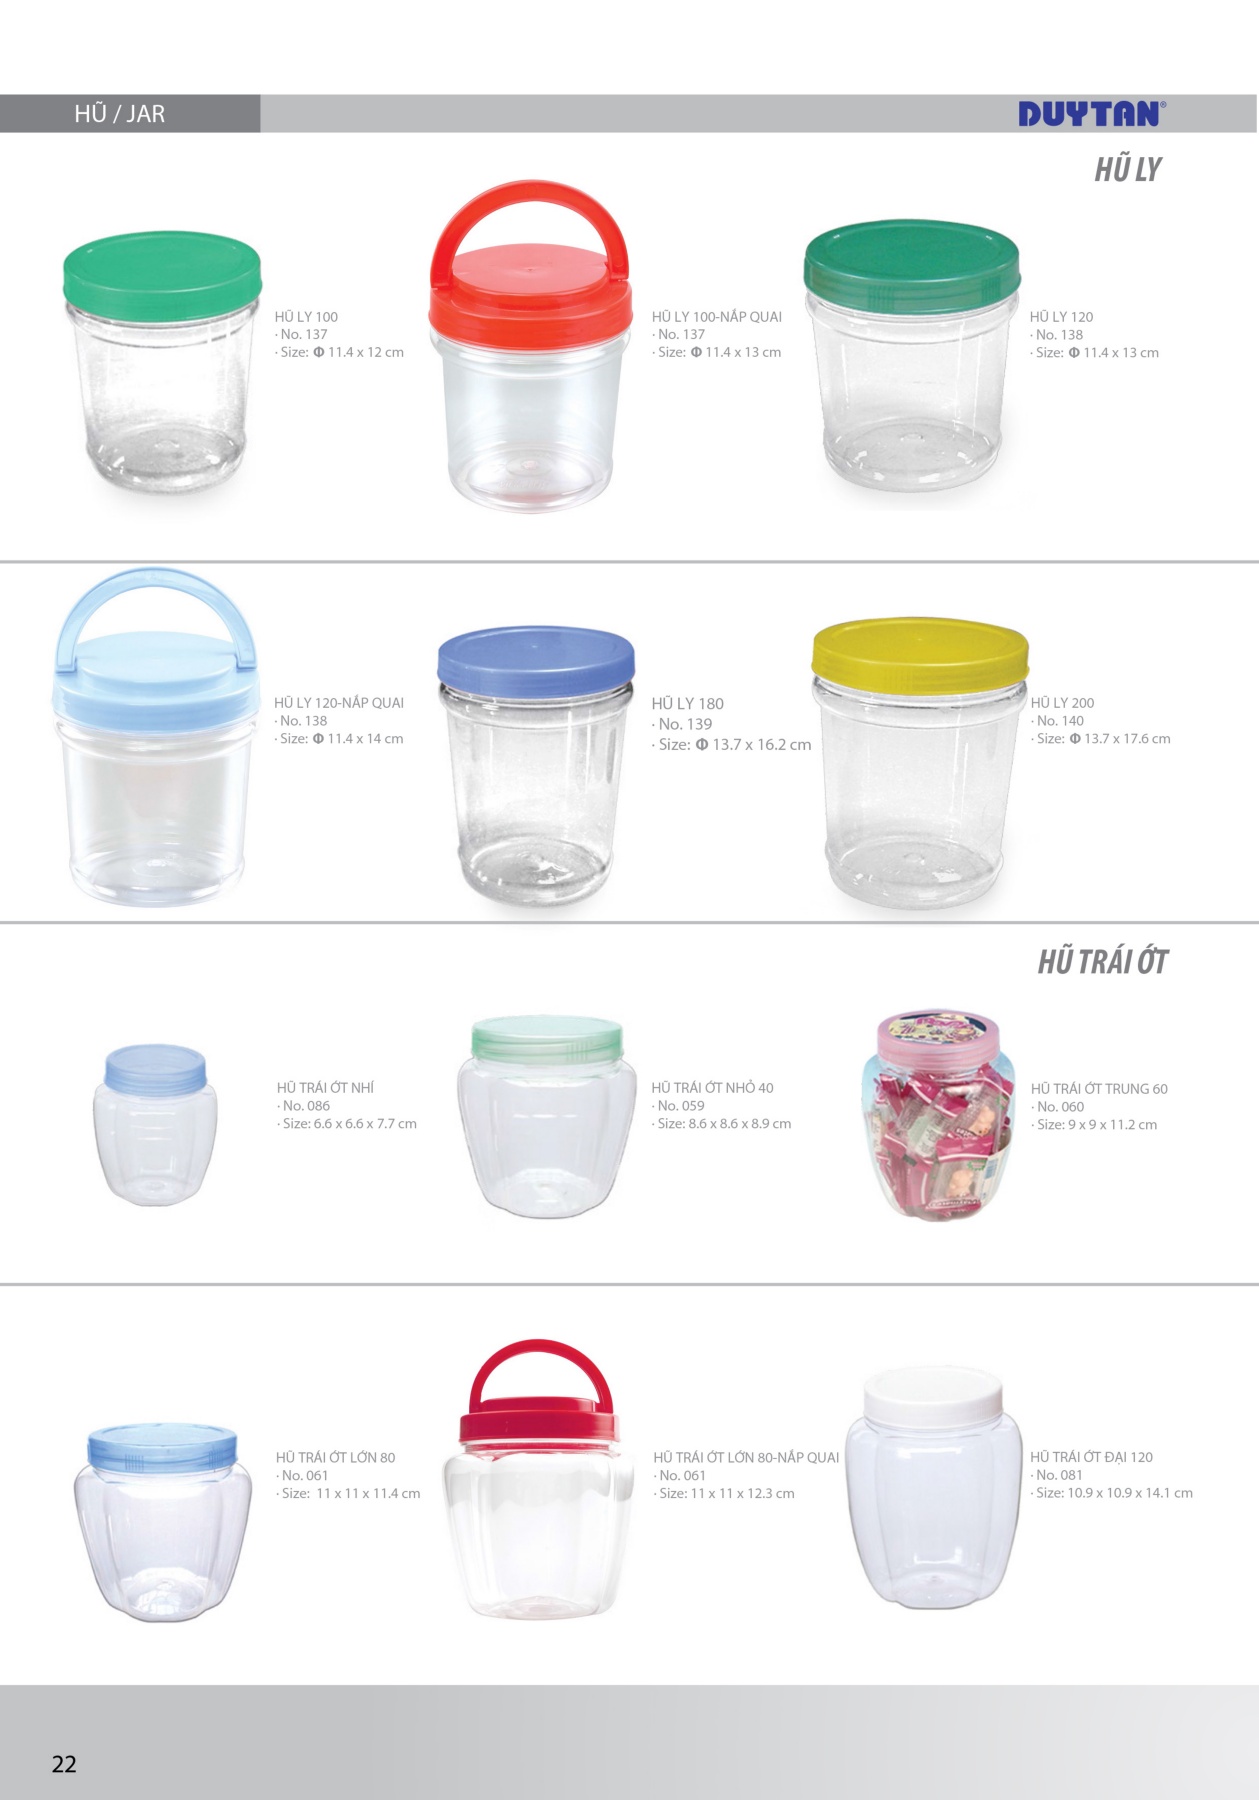 HŨ / JAR
DUYTAN®
HŨ LY
HŨ LY 100
· No. 137
· Size: Φ 11.4 x 12 cm
HŨ LY 100-NẮP QUAI
· No. 137
· Size: Φ 11.4 x 13 cm
HŨ LY 120
· No. 138
· Size: Φ 11.4 x 13 cm
HŨ LY 120-NẮP QUAI
· No. 138
· Size: Φ 11.4 x 14 cm
HŨ LY 180
· No. 139
· Size: Φ 13.7 x 16.2 cm
HŨ LY 200
· No. 140
· Size: Φ 13.7 x 17.6 cm
HŨ TRÁI ỚT
HŨ TRÁI ỚT NHÍ
· No. 086
· Size: 6.6 x 6.6 x 7.7 cm
HŨ TRÁI ỚT NHỎ 40
· No. 059
· Size: 8.6 x 8.6 x 8.9 cm
HŨ TRÁI ỚT TRUNG 60
· No. 060
· Size: 9 x 9 x 11.2 cm
HŨ TRÁI ỚT LỚN 80
· No. 061
· Size: 11 x 11 x 11.4 cm
HŨ TRÁI ỚT LỚN 80-NẮP QUAI
· No. 061
· Size: 11 x 11 x 12.3 cm
HŨ TRÁI ỚT ĐẠI 120
· No. 081
· Size: 10.9 x 10.9 x 14.1 cm
22